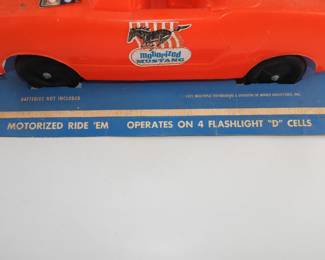 Motorized
MUSTANG
BATTERIES NOT INCLUDED
MOTORIZED RIDE 'EM OPERATES ON 4 FLASHLIGHT "D" CELLS